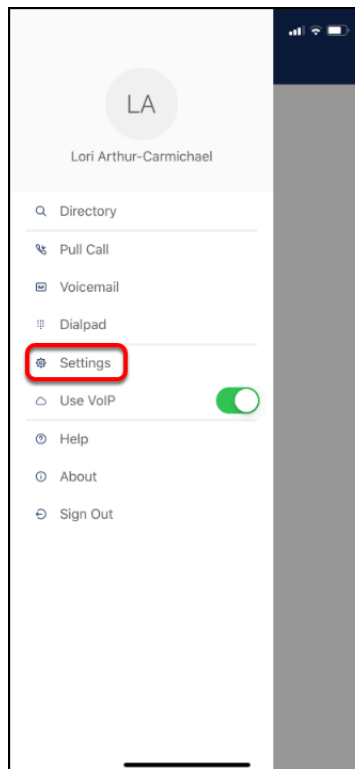 LA
Lori Arthur-Carmichael
Directory
Pull Call
Voicemail
Dialpad
Settings
Use VoIP
Help
About
Sign Out